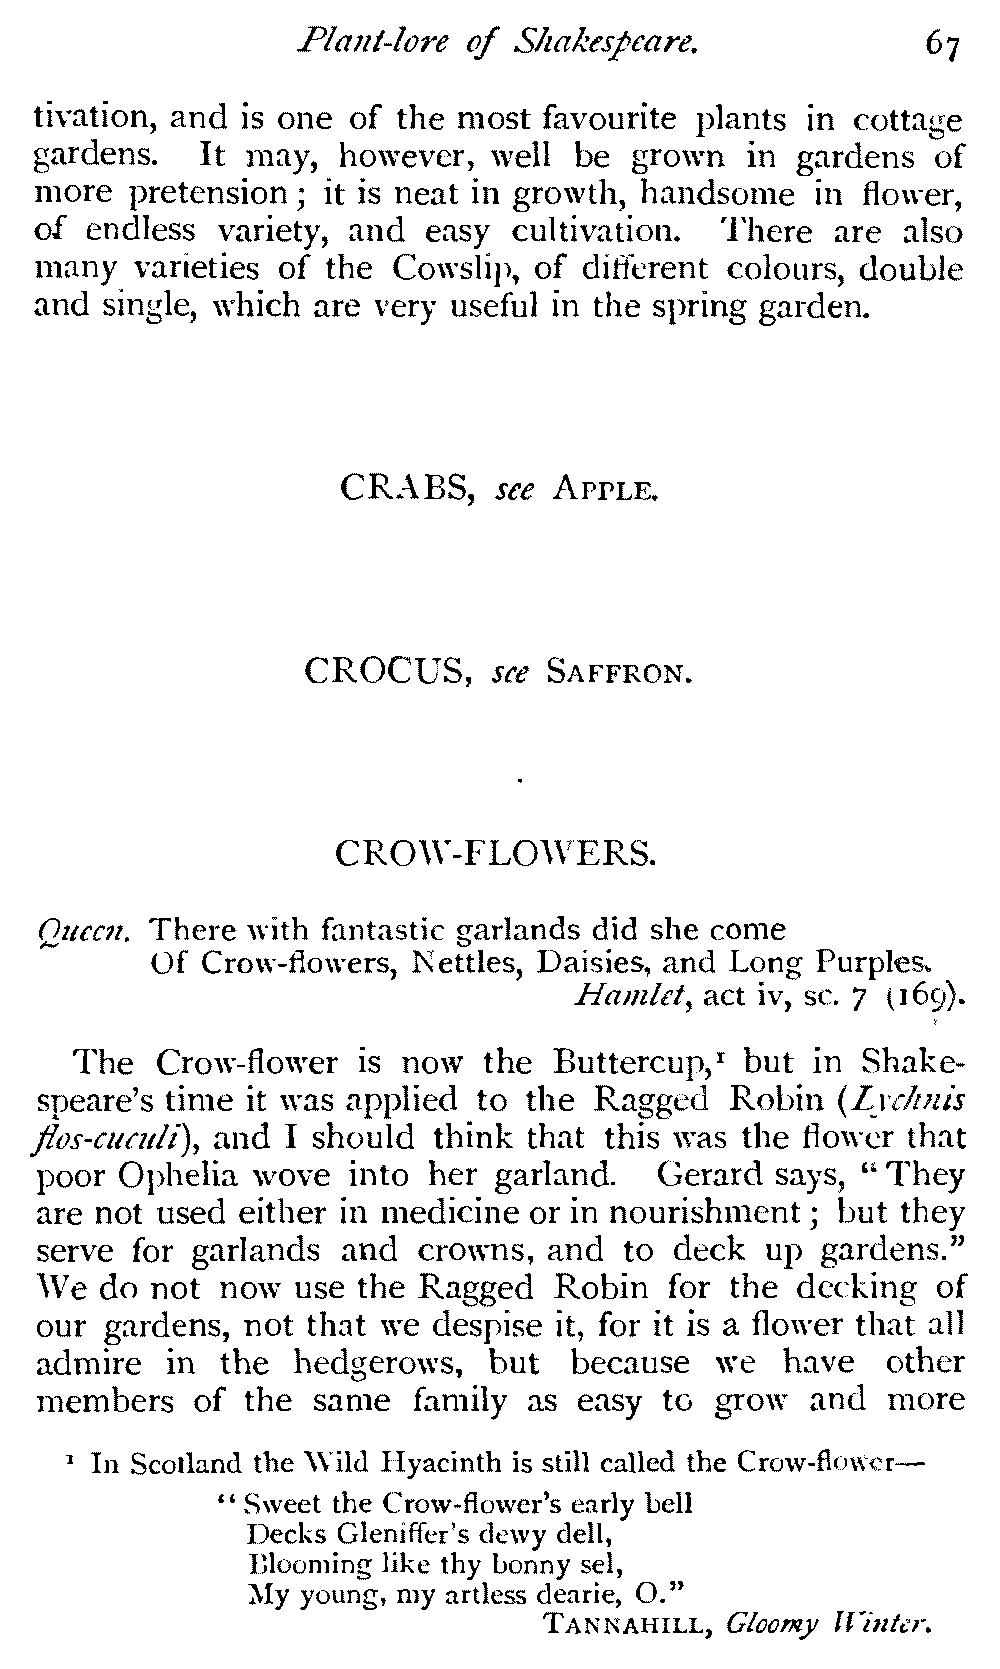 Plant-lore of Shakespeare. 67
tivation, and is one of the most favourite plants in cottage
gardens. It may, however, well be grown in gardens of
more pretension; it is neat in growth, handsome in flower,
of endless variety, and easy cultivation. There are also
many varieties of the Cowslip, of different colours, double
and single, which are very useful in the spring garden.
CRABS, see APPLE.
CROCUS, see SAFFRON.
CROW-FLOWERS.
Queen. There with fantastic garlands did she come
Of Crow-flowers, Nettles, Daisies, and Long Purples.
Hamlet, act iv, sc. 7 (169).
The Crow-flower is now the Buttercup,¹ but in Shake-
speare's time it was applied to the Ragged Robin (Lychnis
flos-cuculi), and I should think that this was the flower that
poor Ophelia wove into her garland. Gerard says, "They
are not used either in medicine or in nourishment; but they
serve for garlands and crowns, and to deck up gardens."
We do not now use the Ragged Robin for the decking of
our gardens, not that we despise it, for it is a flower that all
admire in the hedgerows, but because we have other
members of the same family as easy to grow and more
¹ In Scotland the Wild Hyacinth is still called the Crow-flower—
"Sweet the Crow-flower's early bell
Decks Gleniffer's dewy dell,
Blooming like thy bonny sel,
My young, my artless dearie, O."
TANNAHILL, Gloomy Winter.